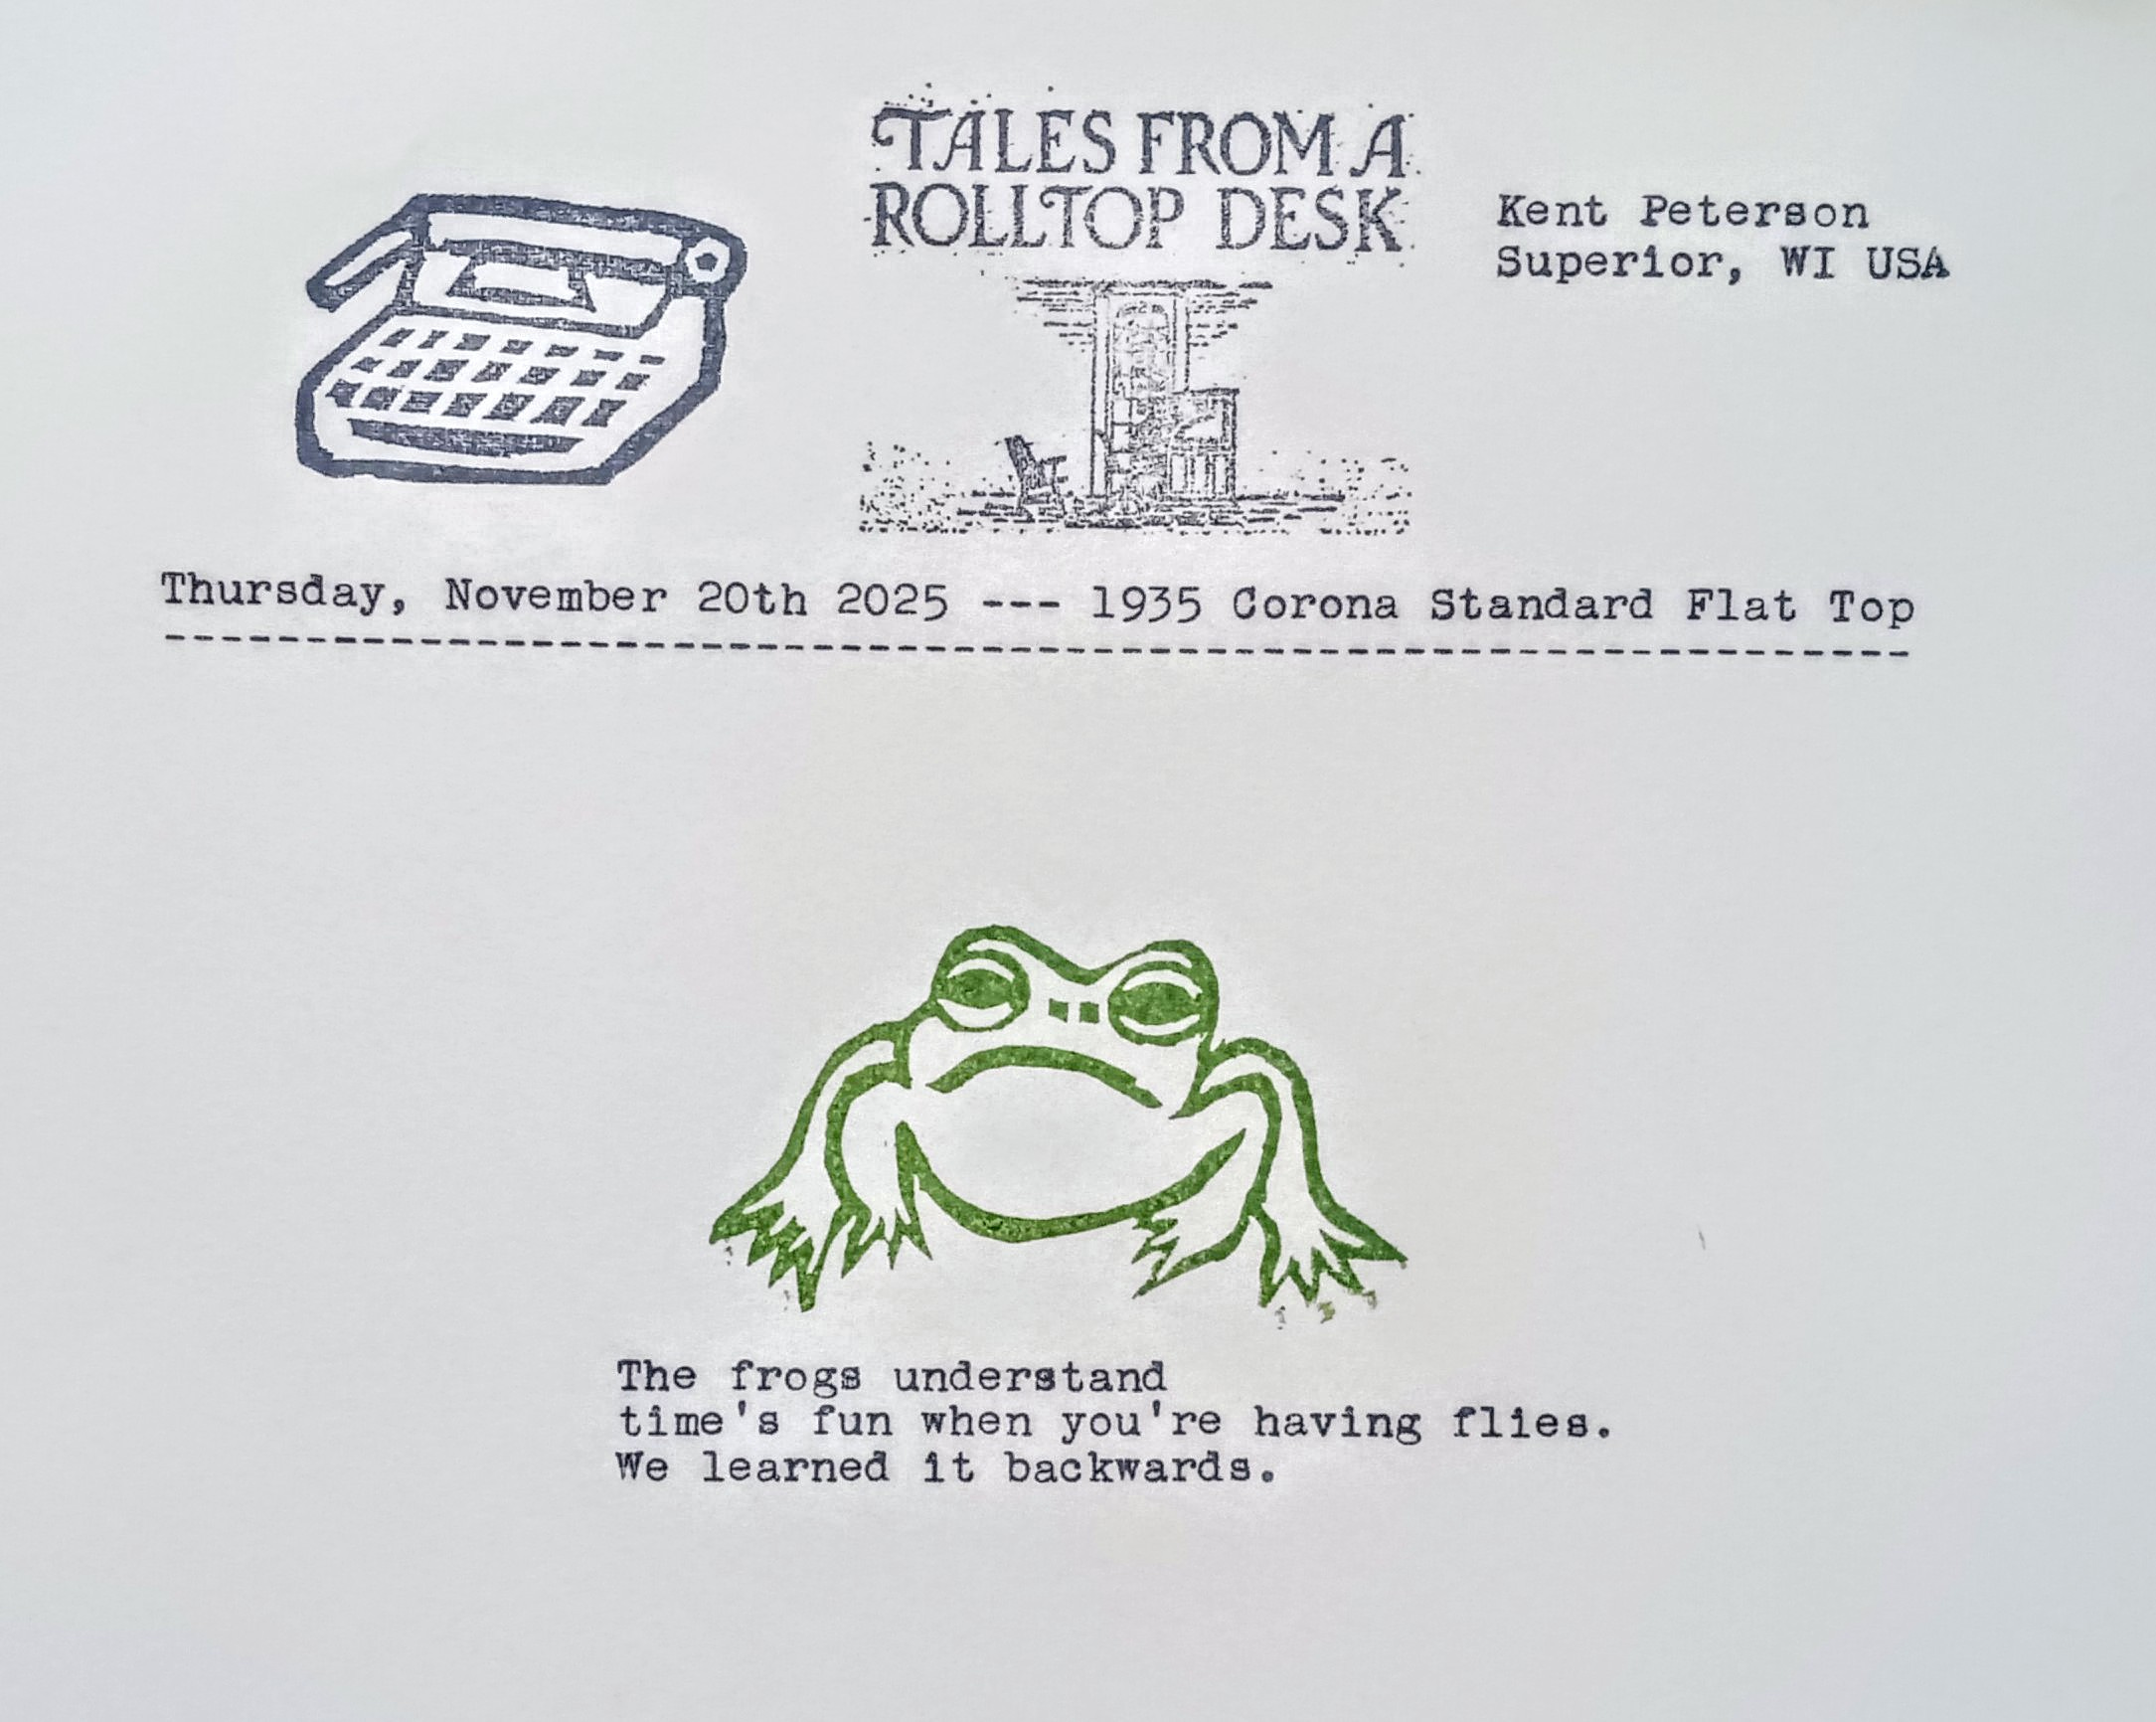 TALES FROM A
ROLLTOP DESK
Kent Peterson
Superior, WI USA
Thursday, November 20th 2025 --- 1935 Corona Standard Flat Top
--------------------------------------------------------------
The frogs understand
time's fun when you're having flies.
We learned it backwards.